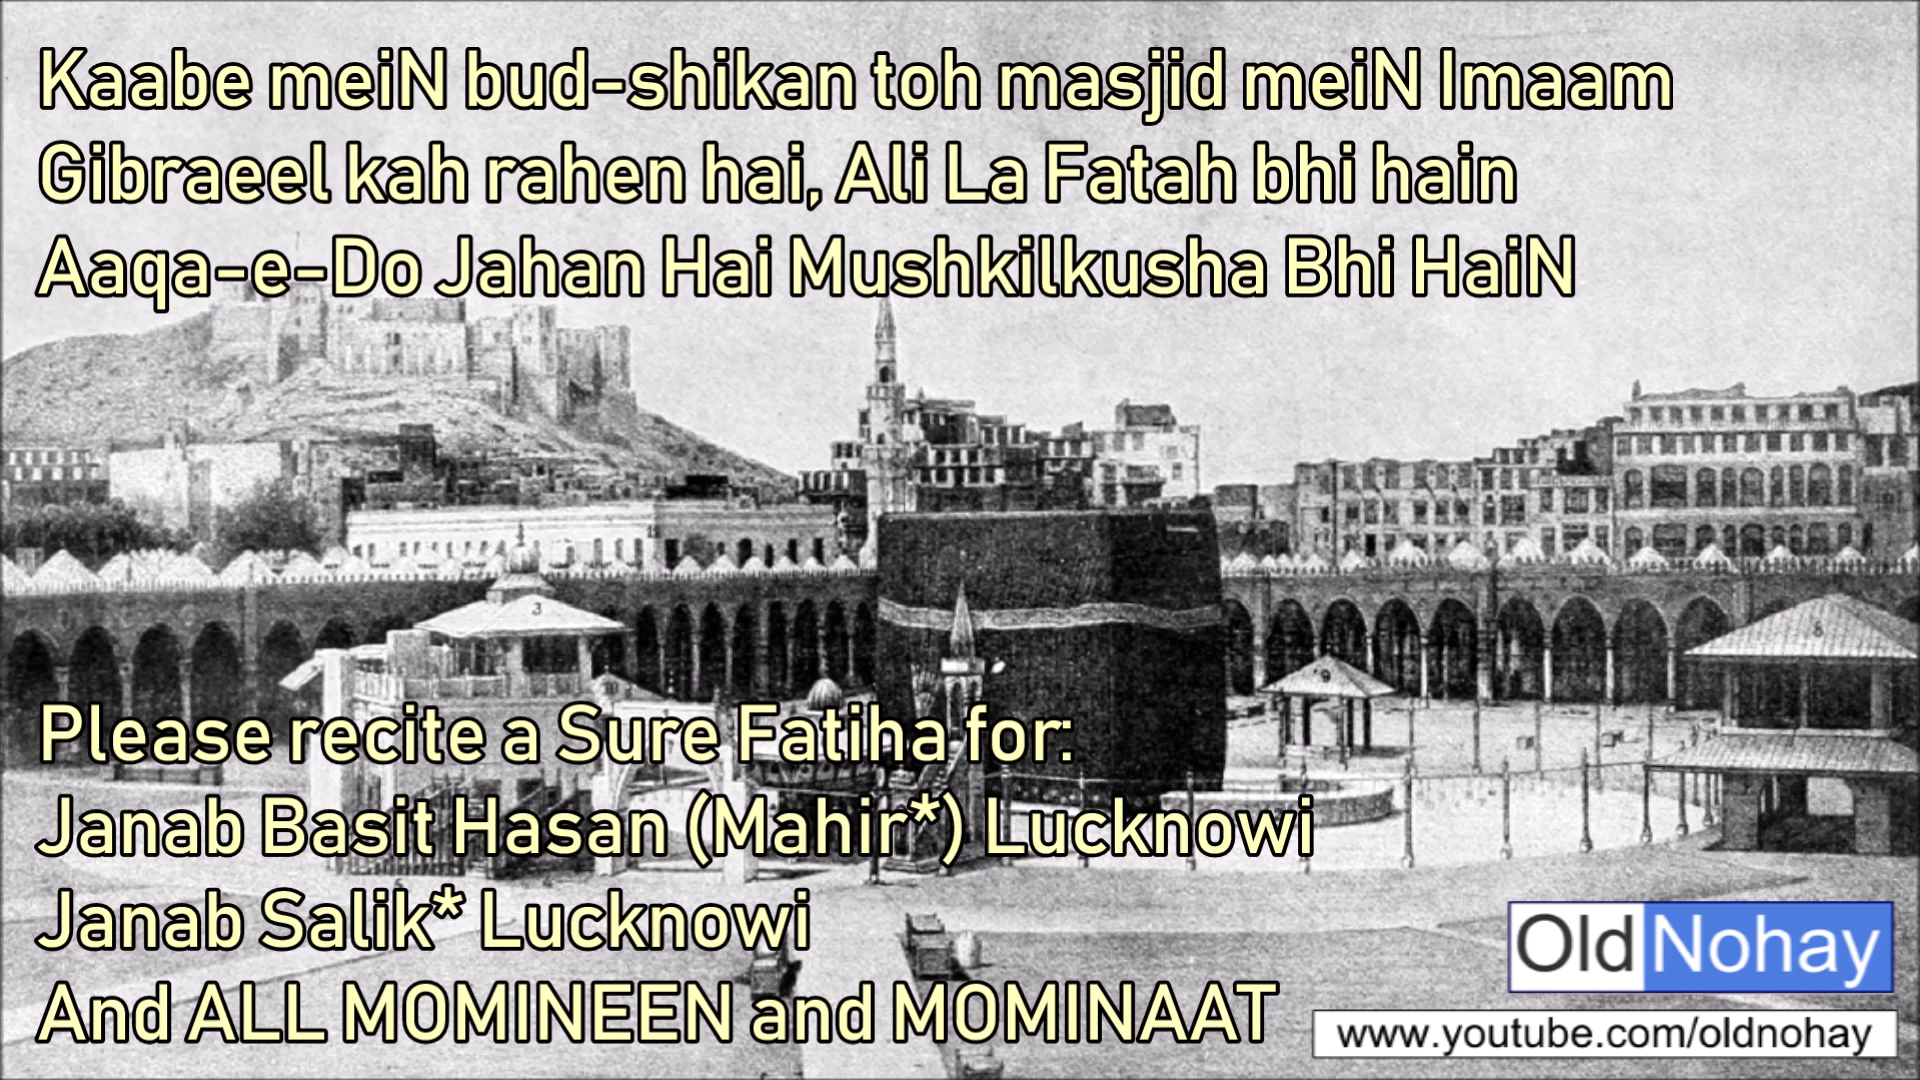 Kaabe meiN bud-shikan toh masjid meiN Imaam
Gibraeel kah rahen hai, Ali La Fatah bhi hain
Aaqa-e-Do Jahan Hai Mushkilkusha Bhi HaiN
3
9
Please recite a Sure Fatiha for:
Janab Basit Hasan (Mahir*) Lucknowi
Janab Salik* Lucknowi
And ALL MOMINEEN and MOMINAAT
OldNohay
www.youtube.com/oldnohay